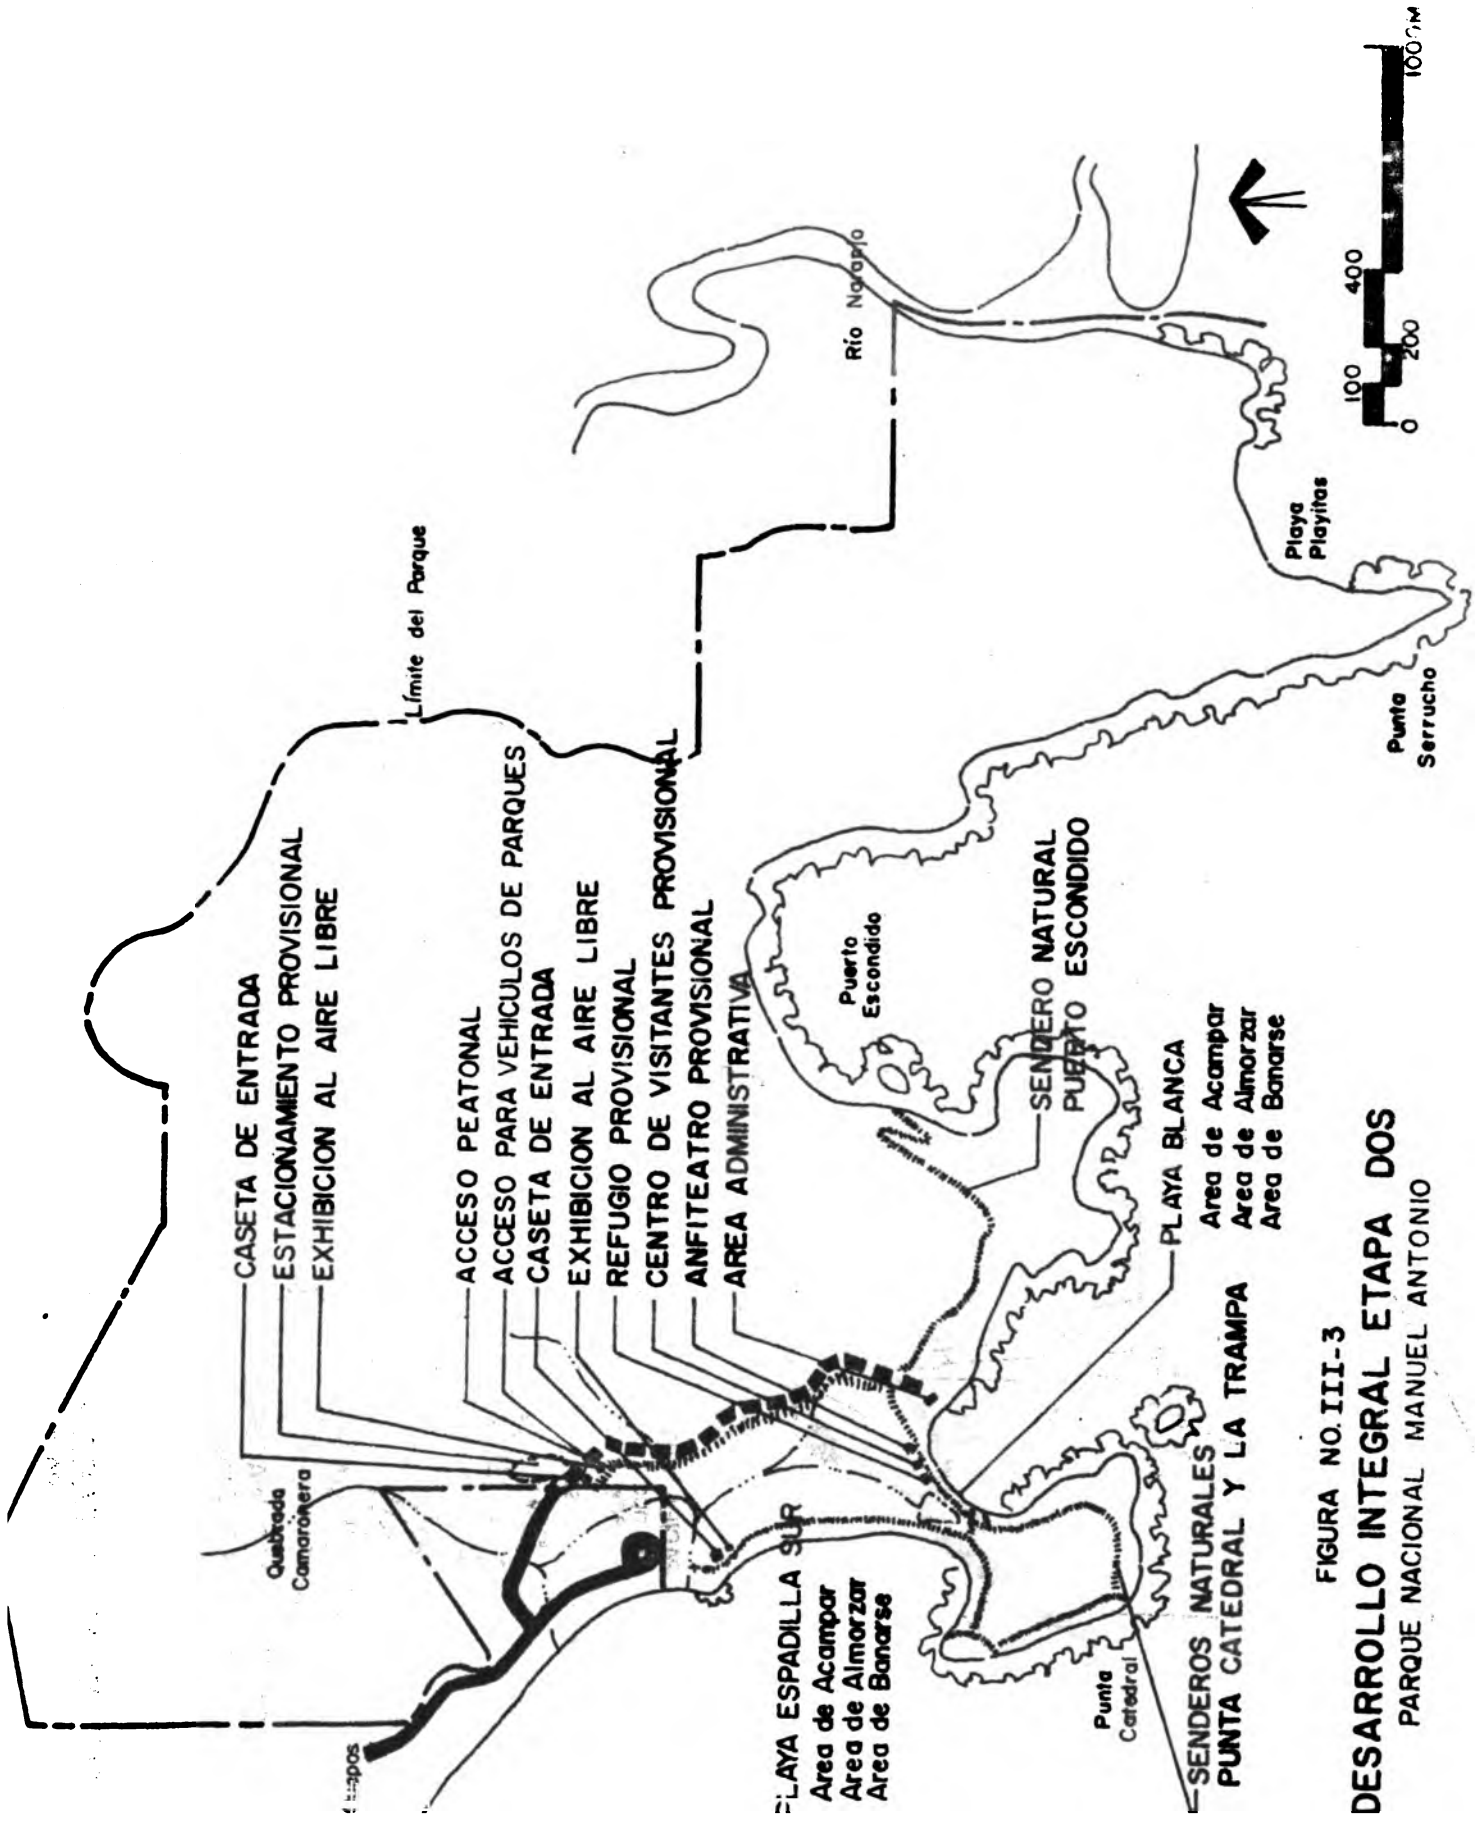 CASETA DE ENTRADA
ESTACIONAMIENTO PROVISIONAL
EXHIBICION AL AIRE LIBRE
Límite del Parque
ACCESO PEATONAL
ACCESO PARA VEHICULOS DE PARQUES
CASETA DE ENTRADA
EXHIBICION AL AIRE LIBRE
REFUGIO PROVISIONAL
CENTRO DE VISITANTES PROVISIONAL
ANFITEATRO PROVISIONAL
AREA ADMINISTRATIVA
Quebrada
Camaronera
Río Naranjo
Puerto
Escondido
SENDERO NATURAL
PUERTO ESCONDIDO
PLAYA ESPADILLA SUR
Area de Acampar
Area de Almorzar
Area de Banarse
PLAYA BLANCA
Area de Acampar
Area de Almorzar
Area de Banarse
Punta
Catedral
SENDEROS NATURALES
PUNTA CATEDRAL Y LA TRAMPA
Playa
Playitas
Punta
Serrucho
100 400
0 200 1000M
FIGURA NO. III-3
DESARROLLO INTEGRAL ETAPA DOS
PARQUE NACIONAL MANUEL ANTONIO